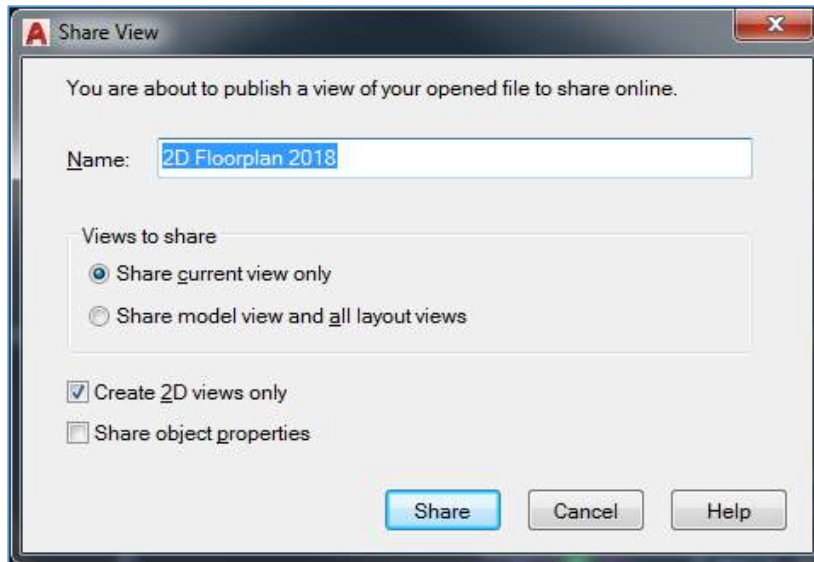 Share View
You are about to publish a view of your opened file to share online.
Name: 2D Floorplan 2018
Views to share
Share current view only
Share model view and all layout views
Create 2D views only
Share object properties
Share Cancel Help